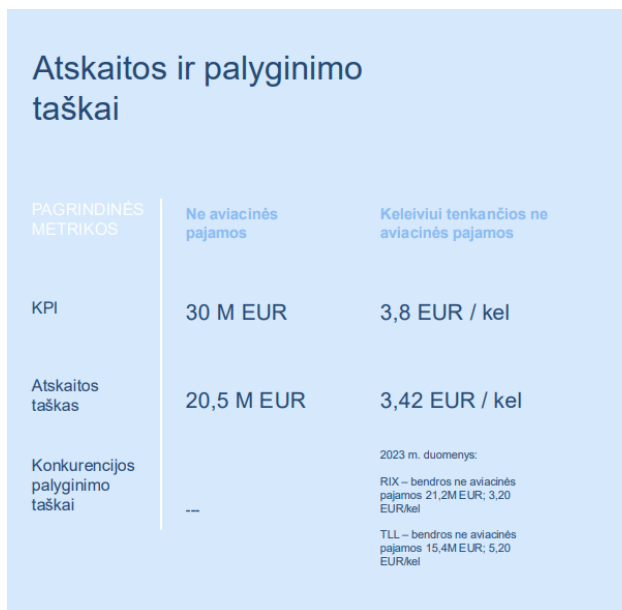 Atskaitos ir palyginimo
taškai
PAGRINDINĖS
METRIKOS
Ne aviacinės
pajamos
Keleiviui tenkančios ne
aviacinės pajamos
KPI
30 M EUR
3,8 EUR / kel
Atskaitos
taškas
20,5 M EUR
3,42 EUR / kel
Konkurencijos
palyginimo
taškai
---
2023 m. duomenys:
RIX – bendros ne aviacinės
pajamos 21,2M EUR; 3,20
EUR/kel
TLL – bendros ne aviacinės
pajamos 15,4M EUR; 5,20
EUR/kel